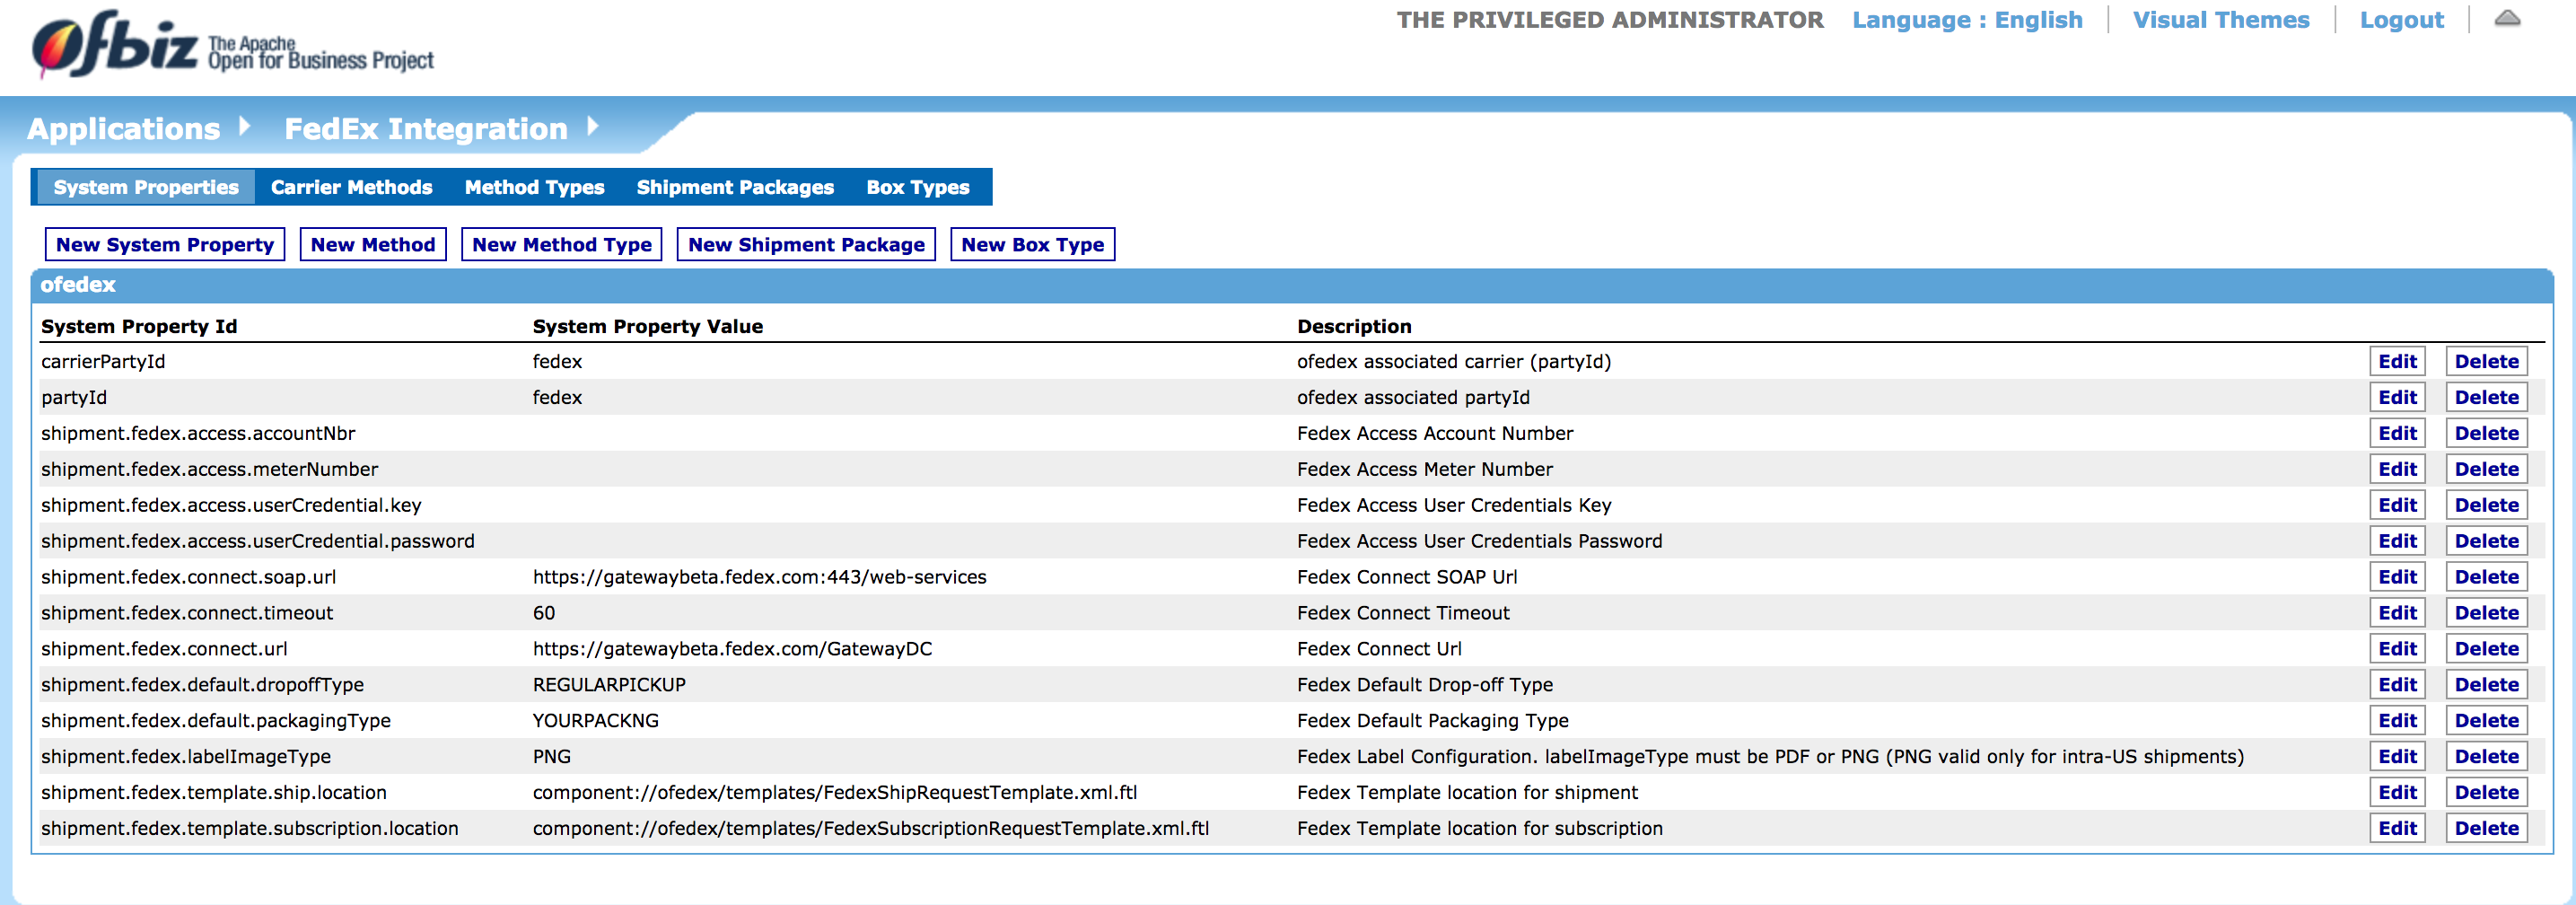 THE PRIVILEGED ADMINISTRATOR Language : English Visual Themes Logout
Ofbiz The Apache
Open for Business Project
Applications FedEx Integration
System Properties Carrier Methods Method Types Shipment Packages Box Types
New System Property New Method New Method Type New Shipment Package New Box Type
ofedex
System Property Id System Property Value Description
carrierPartyId fedex ofedex associated carrier (partyId) Edit Delete
partyId fedex ofedex associated partyId Edit Delete
shipment.fedex.access.accountNbr Fedex Access Account Number Edit Delete
shipment.fedex.access.meterNumber Fedex Access Meter Number Edit Delete
shipment.fedex.access.userCredential.key Fedex Access User Credentials Key Edit Delete
shipment.fedex.access.userCredential.password Fedex Access User Credentials Password Edit Delete
shipment.fedex.connect.soap.url https://gatewaybeta.fedex.com:443/web-services Fedex Connect SOAP Url Edit Delete
shipment.fedex.connect.timeout 60 Fedex Connect Timeout Edit Delete
shipment.fedex.connect.url https://gatewaybeta.fedex.com/GatewayDC Fedex Connect Url Edit Delete
shipment.fedex.default.dropoffType REGULARPICKUP Fedex Default Drop-off Type Edit Delete
shipment.fedex.default.packagingType YOURPACKNG Fedex Default Packaging Type Edit Delete
shipment.fedex.labelImageType PNG Fedex Label Configuration. labelImageType must be PDF or PNG (PNG valid only for intra-US shipments) Edit Delete
shipment.fedex.template.ship.location component://ofedex/templates/FedexShipRequestTemplate.xml.ftl Fedex Template location for shipment Edit Delete
shipment.fedex.template.subscription.location component://ofedex/templates/FedexSubscriptionRequestTemplate.xml.ftl Fedex Template location for subscription Edit Delete